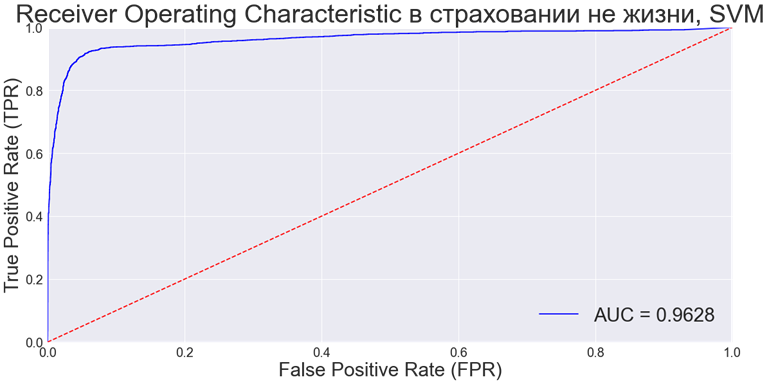 Receiver Operating Characteristic в страховании не жизни, SVM
1.0
0.8
0.6
0.4
0.2
0.0
True Positive Rate (TPR)
AUC = 0.9628
0.0 0.2 0.4 0.6 0.8 1.0
False Positive Rate (FPR)